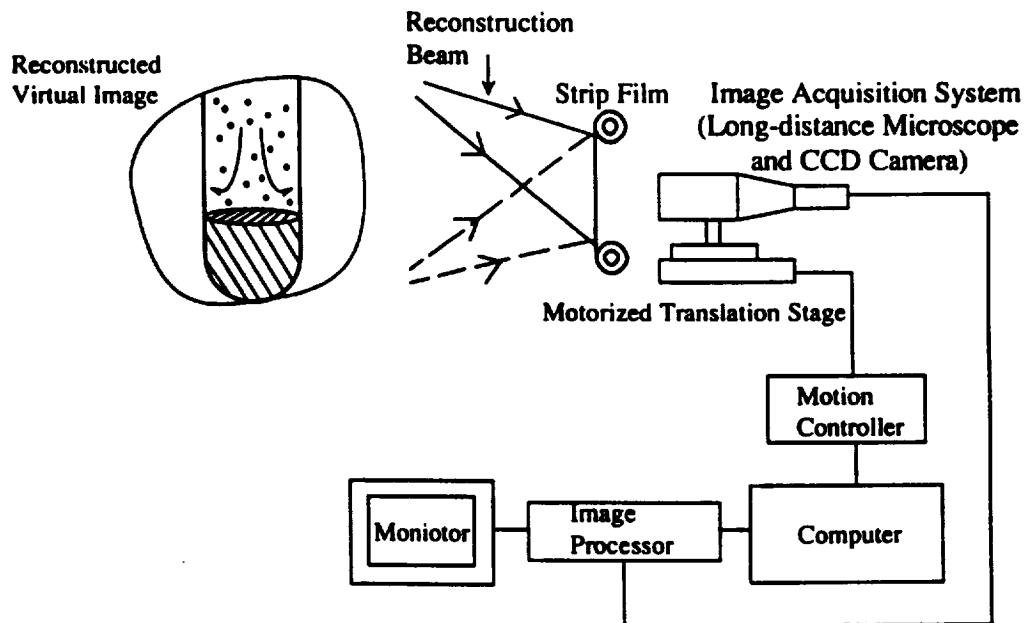 Reconstructed
Virtual Image
Reconstruction
Beam
Strip Film
Image Acquisition System
(Long-distance Microscope
and CCD Camera)
Motorized Translation Stage
Motion
Controller
Moniotor
Image
Processor
Computer